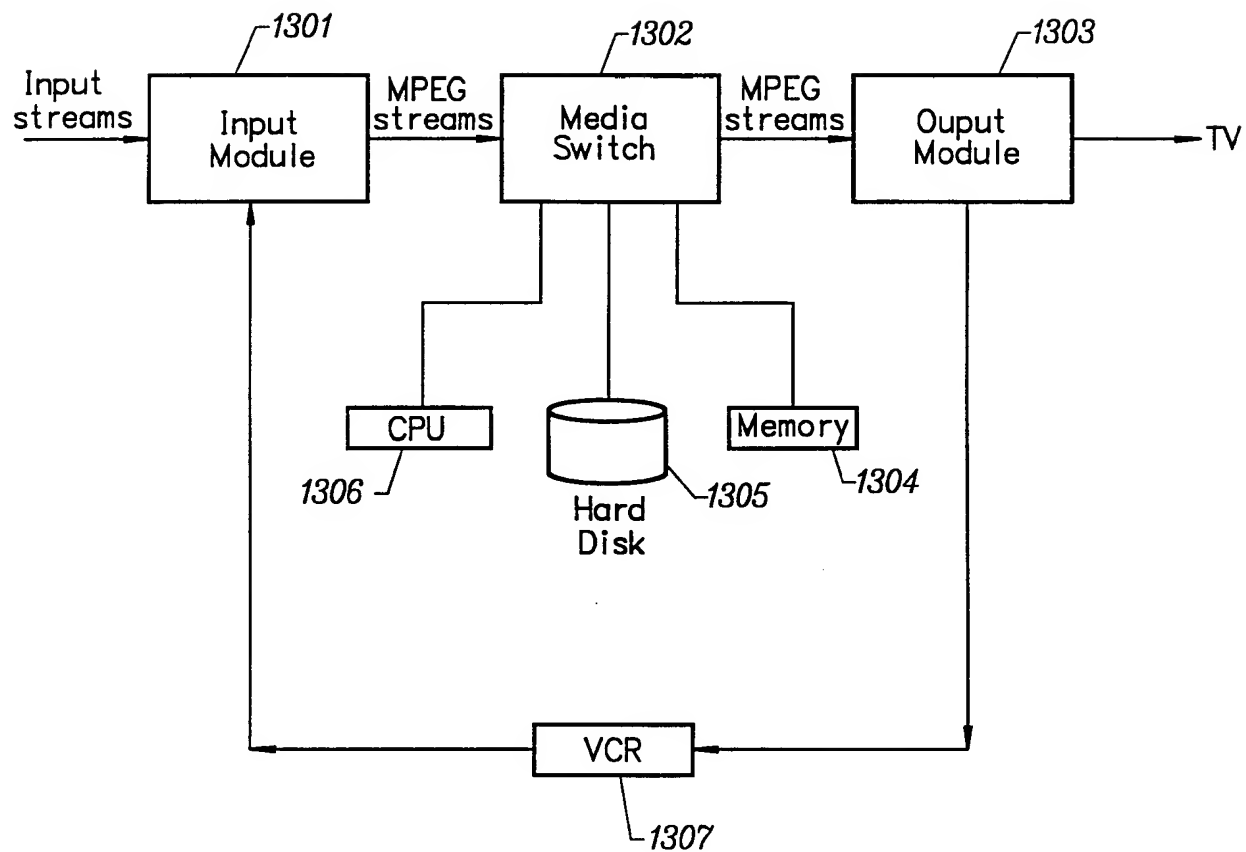 1301
1302
1303
Input
streams
Input
Module
MPEG
streams
Media
Switch
MPEG
streams
Ouput
Module
TV
CPU
1306
Hard
Disk
1305
Memory
1304
VCR
1307